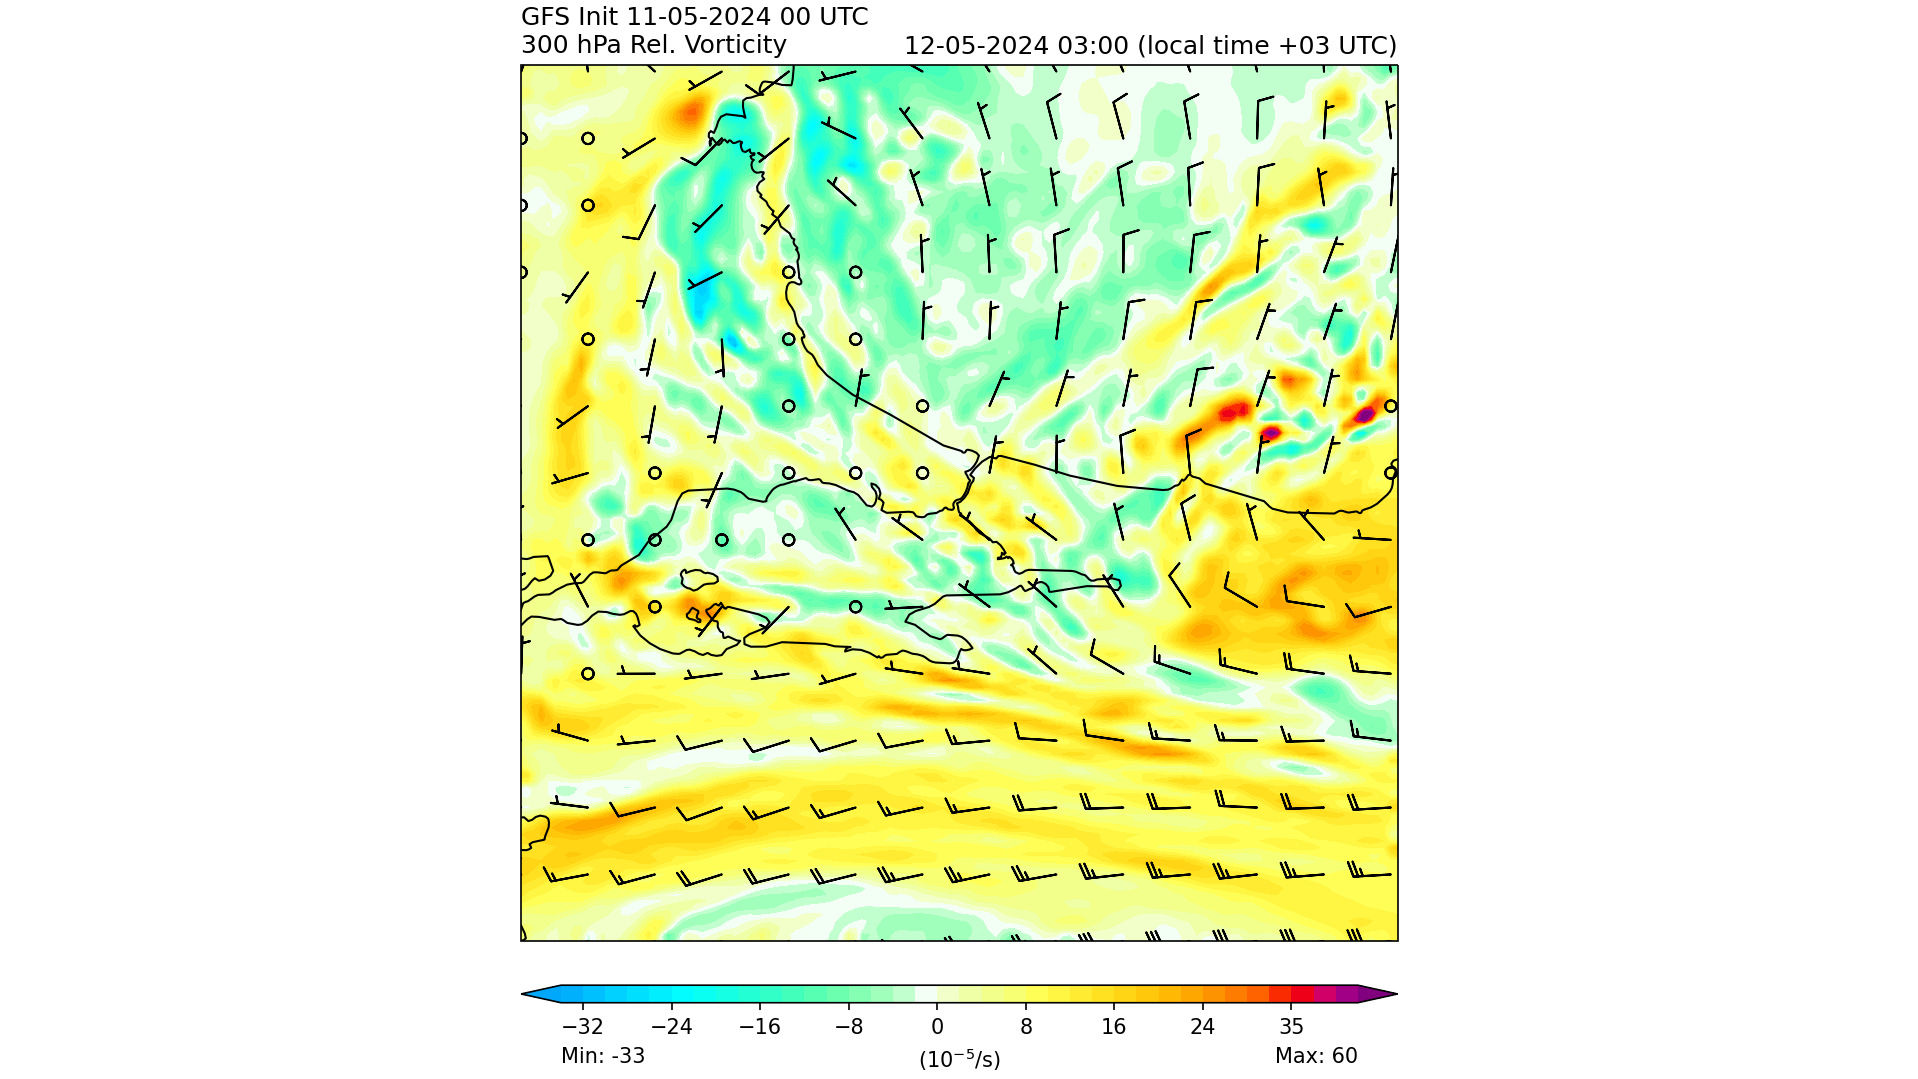 GFS Init 11-05-2024 00 UTC
300 hPa Rel. Vorticity
12-05-2024 03:00 (local time +03 UTC)
−32 −24 −16 −8 0 8 16 24 35
Min: -33
(10⁻⁵/s)
Max: 60